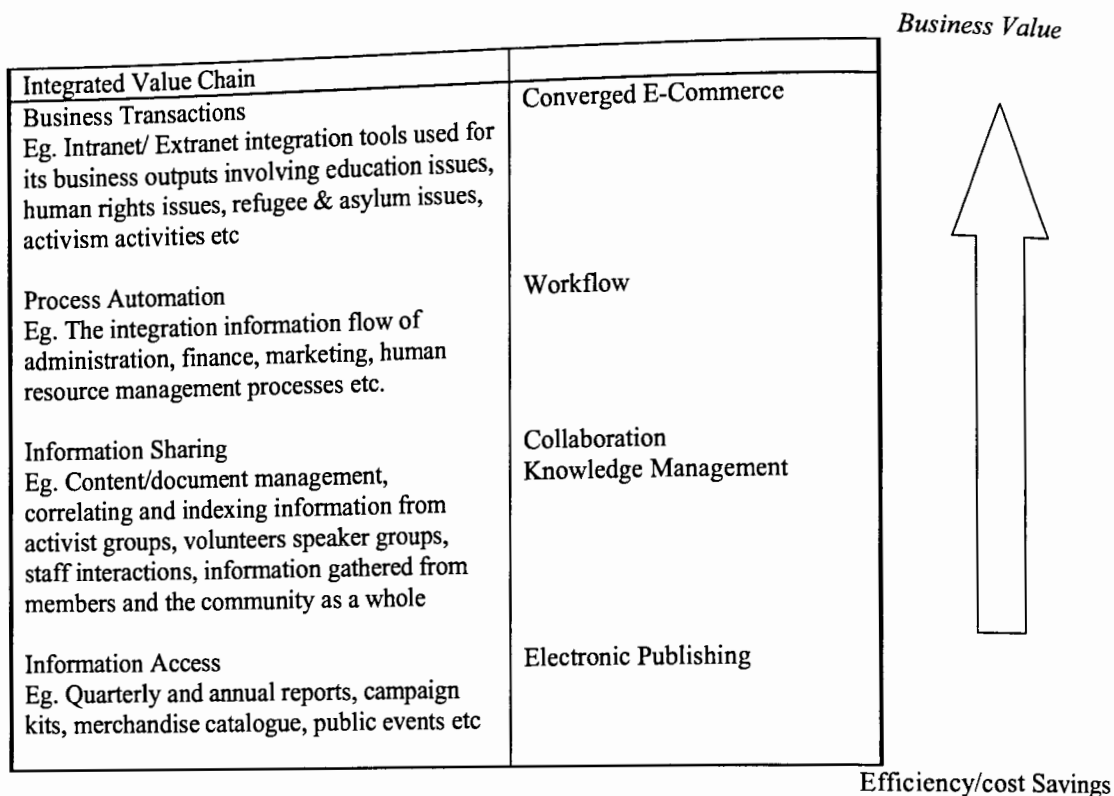 Business Value
Integrated Value Chain
Business Transactions
Eg. Intranet/ Extranet integration tools used for
its business outputs involving education issues,
human rights issues, refugee & asylum issues,
activism activities etc
Converged E-Commerce
Process Automation
Eg. The integration information flow of
administration, finance, marketing, human
resource management processes etc.
Workflow
Information Sharing
Eg. Content/document management,
correlating and indexing information from
activist groups, volunteers speaker groups,
staff interactions, information gathered from
members and the community as a whole
Collaboration
Knowledge Management
Information Access
Eg. Quarterly and annual reports, campaign
kits, merchandise catalogue, public events etc
Electronic Publishing
Efficiency/cost Savings